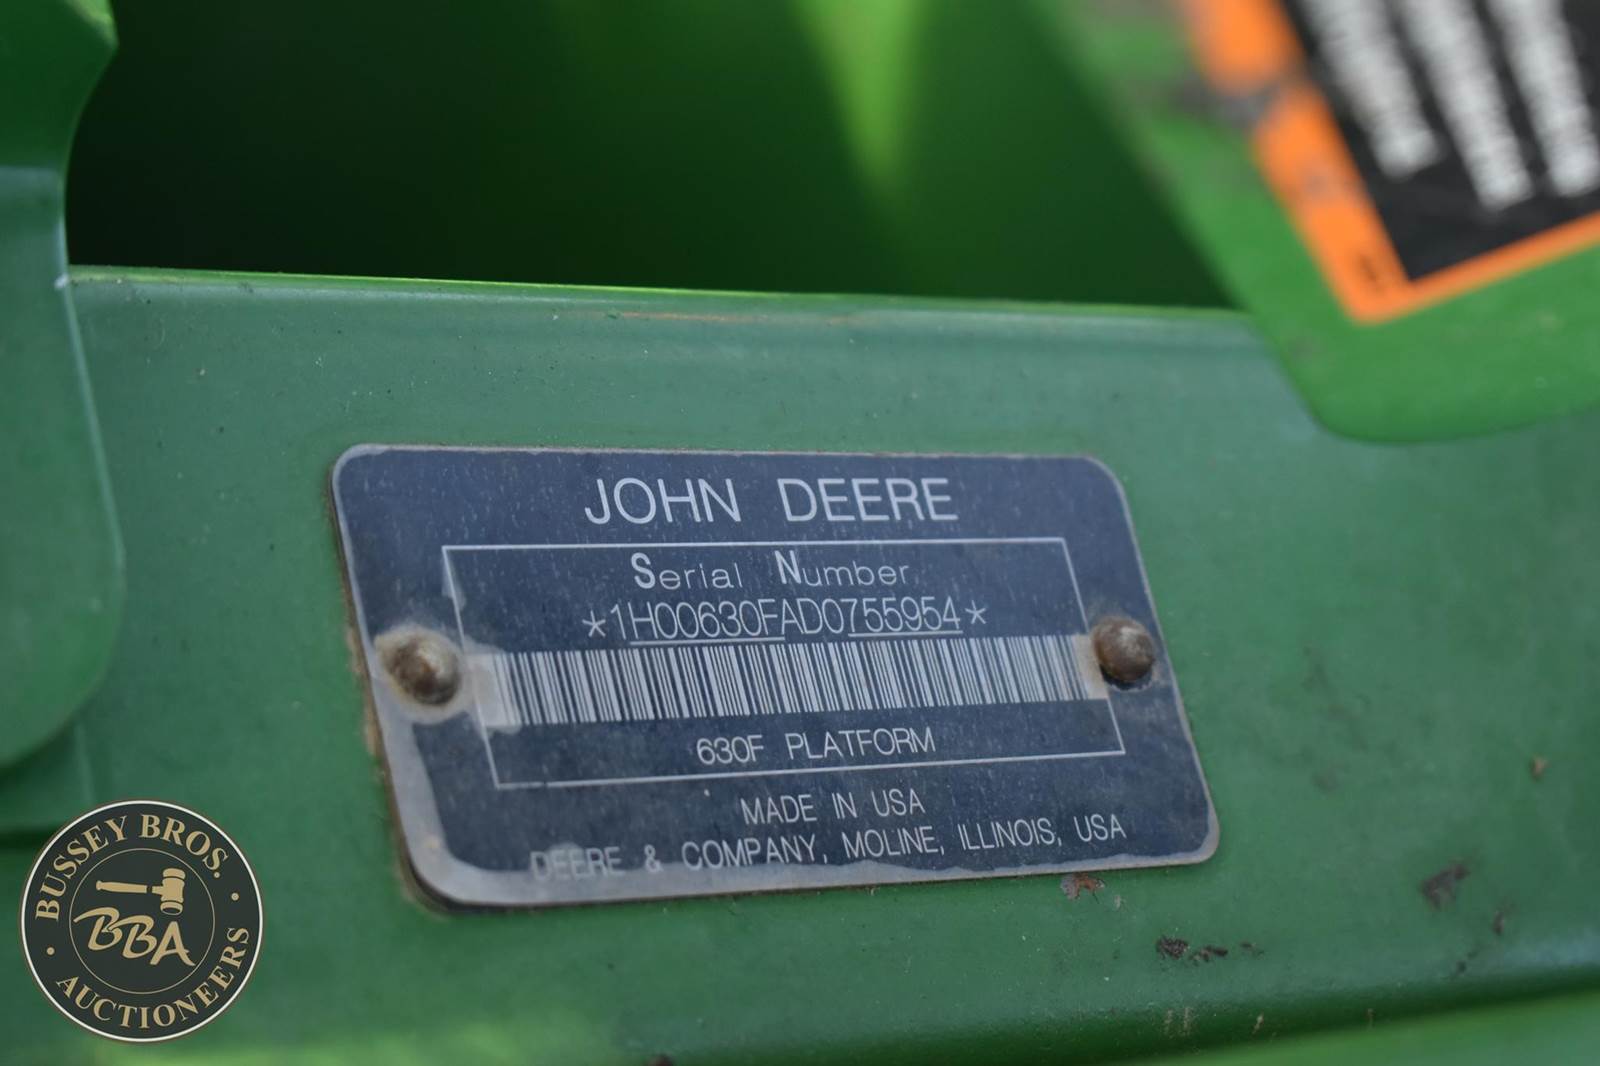 JOHN DEERE
Serial Number
*1H00630FAD0755954*
630F PLATFORM
MADE IN USA
DEERE & COMPANY, MOLINE, ILLINOIS, USA
BUSSEY BROS.
BBA
AUCTIONEERS